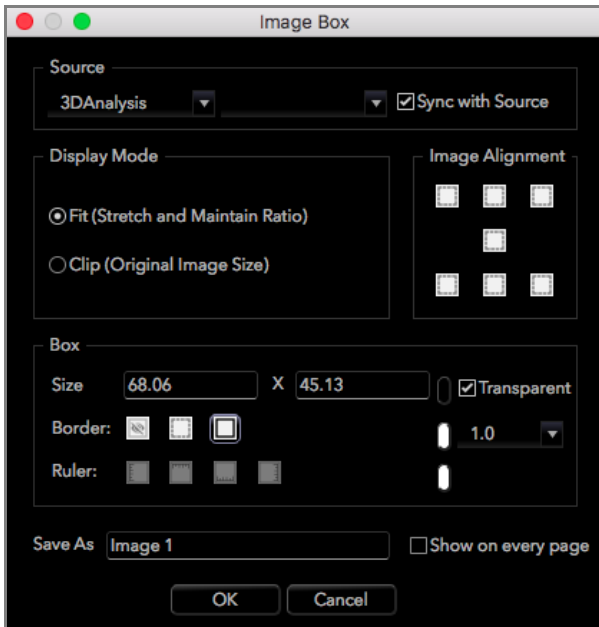 Image Box
Source
3DAnalysis
Sync with Source
Display Mode
Image Alignment
Fit (Stretch and Maintain Ratio)
Clip (Original Image Size)
Box
Size 68.06 X 45.13 Transparent
Border: 1.0
Ruler:
Save As Image 1 Show on every page
OK Cancel